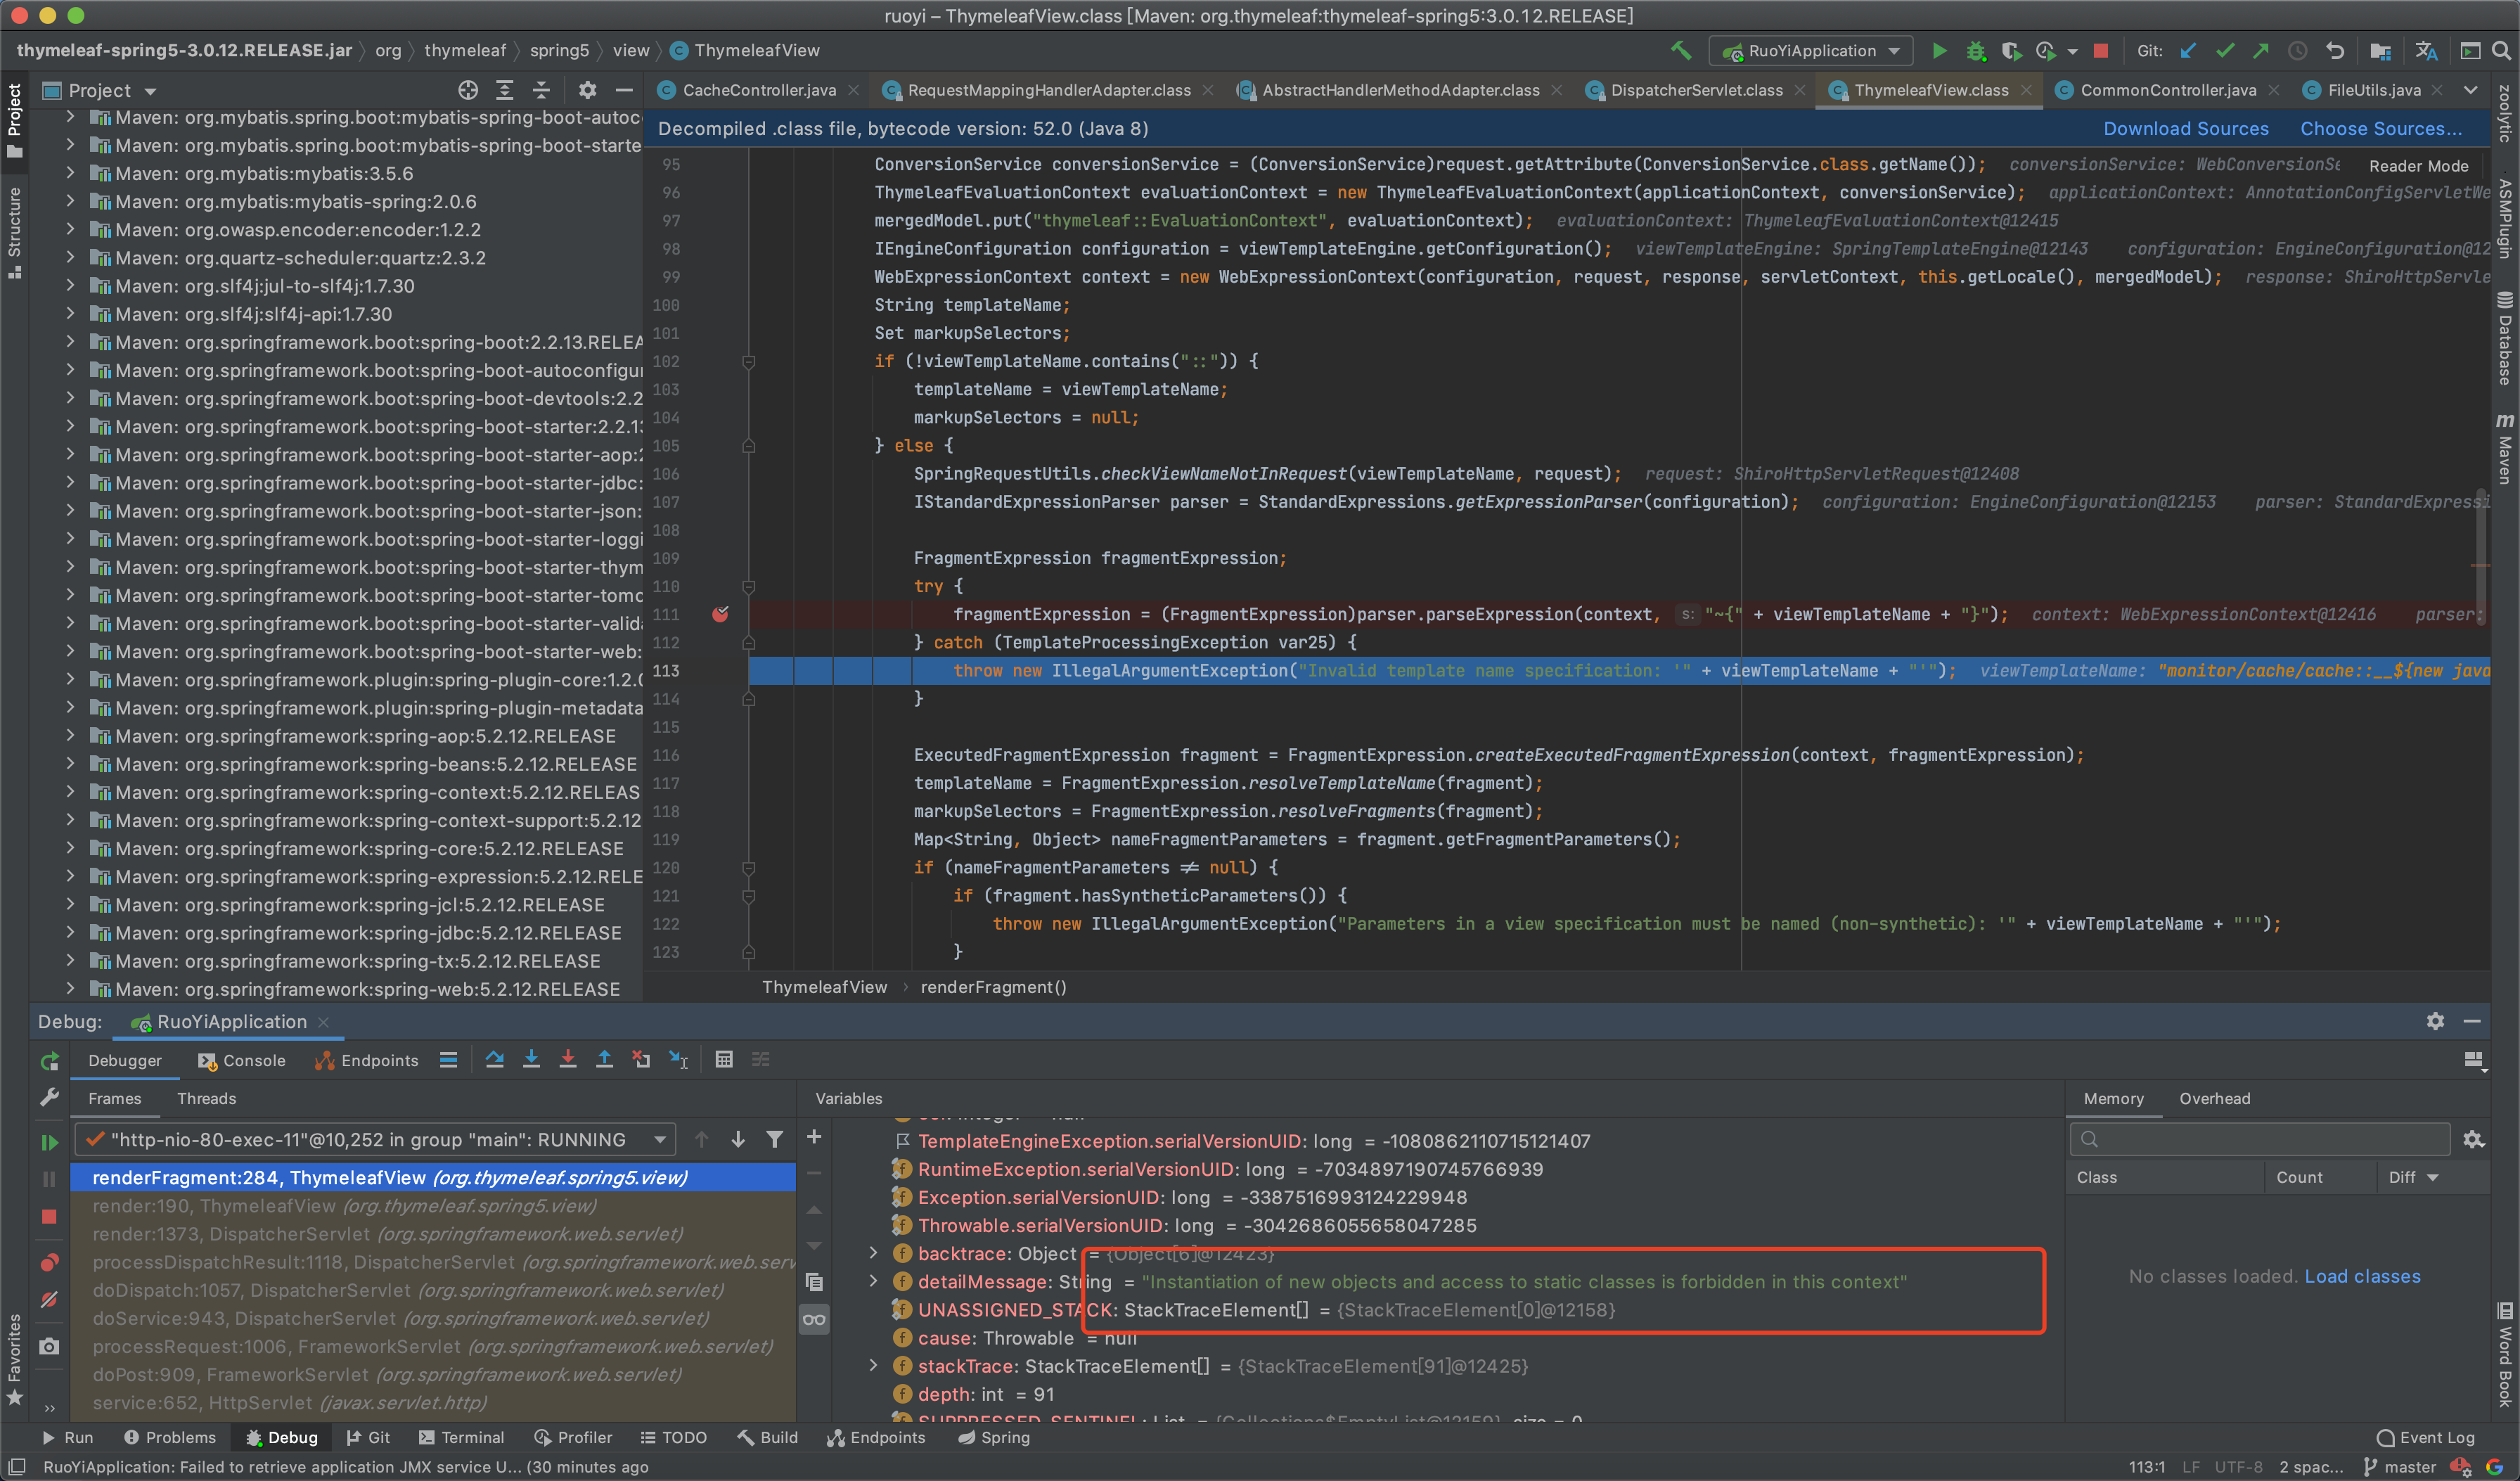 ruoyi – ThymeleafView.class [Maven: org.thymeleaf:thymeleaf-spring5:3.0.12.RELEASE]
thymeleaf-spring5-3.0.12.RELEASE.jar 〉 org 〉 thymeleaf 〉 spring5 〉 view 〉 ThymeleafView
RuoYiApplication
Git:
Project
CacheController.java
RequestMappingHandlerAdapter.class
AbstractHandlerMethodAdapter.class
DispatcherServlet.class
ThymeleafView.class
CommonController.java
FileUtils.java
Decompiled .class file, bytecode version: 52.0 (Java 8)
Download Sources
Choose Sources...
Reader Mode
Project
Structure
Favorites
zoolytic
ASMPlugin
Database
Maven
Word Book
Maven: org.mybatis.spring.boot:mybatis-spring-boot-autoc
Maven: org.mybatis.spring.boot:mybatis-spring-boot-starte
Maven: org.mybatis:mybatis:3.5.6
Maven: org.mybatis:mybatis-spring:2.0.6
Maven: org.owasp.encoder:encoder:1.2.2
Maven: org.quartz-scheduler:quartz:2.3.2
Maven: org.slf4j:jul-to-slf4j:1.7.30
Maven: org.slf4j:slf4j-api:1.7.30
Maven: org.springframework.boot:spring-boot:2.2.13.RELEA
Maven: org.springframework.boot:spring-boot-autoconfigur
Maven: org.springframework.boot:spring-boot-devtools:2.2
Maven: org.springframework.boot:spring-boot-starter:2.2.13
Maven: org.springframework.boot:spring-boot-starter-aop:2
Maven: org.springframework.boot:spring-boot-starter-jdbc:
Maven: org.springframework.boot:spring-boot-starter-json:
Maven: org.springframework.boot:spring-boot-starter-loggi
Maven: org.springframework.boot:spring-boot-starter-thym
Maven: org.springframework.boot:spring-boot-starter-tomc
Maven: org.springframework.boot:spring-boot-starter-valida
Maven: org.springframework.boot:spring-boot-starter-web:
Maven: org.springframework.plugin:spring-plugin-core:1.2.0
Maven: org.springframework.plugin:spring-plugin-metadata
Maven: org.springframework:spring-aop:5.2.12.RELEASE
Maven: org.springframework:spring-beans:5.2.12.RELEASE
Maven: org.springframework:spring-context:5.2.12.RELEAS
Maven: org.springframework:spring-context-support:5.2.12
Maven: org.springframework:spring-core:5.2.12.RELEASE
Maven: org.springframework:spring-expression:5.2.12.RELE
Maven: org.springframework:spring-jcl:5.2.12.RELEASE
Maven: org.springframework:spring-jdbc:5.2.12.RELEASE
Maven: org.springframework:spring-tx:5.2.12.RELEASE
Maven: org.springframework:spring-web:5.2.12.RELEASE
95 ConversionService conversionService = (ConversionService)request.getAttribute(ConversionService.class.getName()); conversionService: WebConversionSe
96 ThymeleafEvaluationContext evaluationContext = new ThymeleafEvaluationContext(applicationContext, conversionService); applicationContext: AnnotationConfigServletWe
97 mergedModel.put("thymeleaf::EvaluationContext", evaluationContext); evaluationContext: ThymeleafEvaluationContext@12415
98 IEngineConfiguration configuration = viewTemplateEngine.getConfiguration(); viewTemplateEngine: SpringTemplateEngine@12143 configuration: EngineConfiguration@12
99 WebExpressionContext context = new WebExpressionContext(configuration, request, response, servletContext, this.getLocale(), mergedModel); response: ShiroHttpServle
100 String templateName;
101 Set markupSelectors;
102 if (!viewTemplateName.contains("::")) {
103 templateName = viewTemplateName;
104 markupSelectors = null;
105 } else {
106 SpringRequestUtils.checkViewNameNotInRequest(viewTemplateName, request); request: ShiroHttpServletRequest@12408
107 IStandardExpressionParser parser = StandardExpressions.getExpressionParser(configuration); configuration: EngineConfiguration@12153 parser: StandardExpressi
108
109 FragmentExpression fragmentExpression;
110 try {
111 fragmentExpression = (FragmentExpression)parser.parseExpression(context, s: "~{" + viewTemplateName + "}"); context: WebExpressionContext@12416 parser:
112 } catch (TemplateProcessingException var25) {
113 throw new IllegalArgumentException("Invalid template name specification: '" + viewTemplateName + "'"); viewTemplateName: "monitor/cache/cache::__${new java
114 }
115
116 ExecutedFragmentExpression fragment = FragmentExpression.createExecutedFragmentExpression(context, fragmentExpression);
117 templateName = FragmentExpression.resolveTemplateName(fragment);
118 markupSelectors = FragmentExpression.resolveFragments(fragment);
119 Map<String, Object> nameFragmentParameters = fragment.getFragmentParameters();
120 if (nameFragmentParameters ≠ null) {
121 if (fragment.hasSyntheticParameters()) {
122 throw new IllegalArgumentException("Parameters in a view specification must be named (non-synthetic): '" + viewTemplateName + "'");
123 }
ThymeleafView 〉 renderFragment()
Debug: RuoYiApplication
Debugger Console Endpoints
Frames Threads
"http-nio-80-exec-11"@10,252 in group "main": RUNNING
renderFragment:284, ThymeleafView (org.thymeleaf.spring5.view)
render:190, ThymeleafView (org.thymeleaf.spring5.view)
render:1373, DispatcherServlet (org.springframework.web.servlet)
processDispatchResult:1118, DispatcherServlet (org.springframework.web.serv
doDispatch:1057, DispatcherServlet (org.springframework.web.servlet)
doService:943, DispatcherServlet (org.springframework.web.servlet)
processRequest:1006, FrameworkServlet (org.springframework.web.servlet)
doPost:909, FrameworkServlet (org.springframework.web.servlet)
service:652, HttpServlet (javax.servlet.http)
Variables
TemplateEngineException.serialVersionUID: long = -1080862110715121407
RuntimeException.serialVersionUID: long = -7034897190745766939
Exception.serialVersionUID: long = -3387516993124229948
Throwable.serialVersionUID: long = -3042686055658047285
backtrace: Object = {Object[6]@12423}
detailMessage: String = "Instantiation of new objects and access to static classes is forbidden in this context"
UNASSIGNED_STACK: StackTraceElement[] = {StackTraceElement[0]@12158}
cause: Throwable = null
stackTrace: StackTraceElement[] = {StackTraceElement[91]@12425}
depth: int = 91
SUPPRESSED_SENTINEL: List = {Collections$EmptyList@12159} size = 0
Memory Overhead
Class Count Diff
No classes loaded. Load classes
Run Problems Debug Git Terminal Profiler TODO Build Endpoints Spring
Event Log
RuoYiApplication: Failed to retrieve application JMX service U... (30 minutes ago
113:1 LF UTF-8 2 spac... master